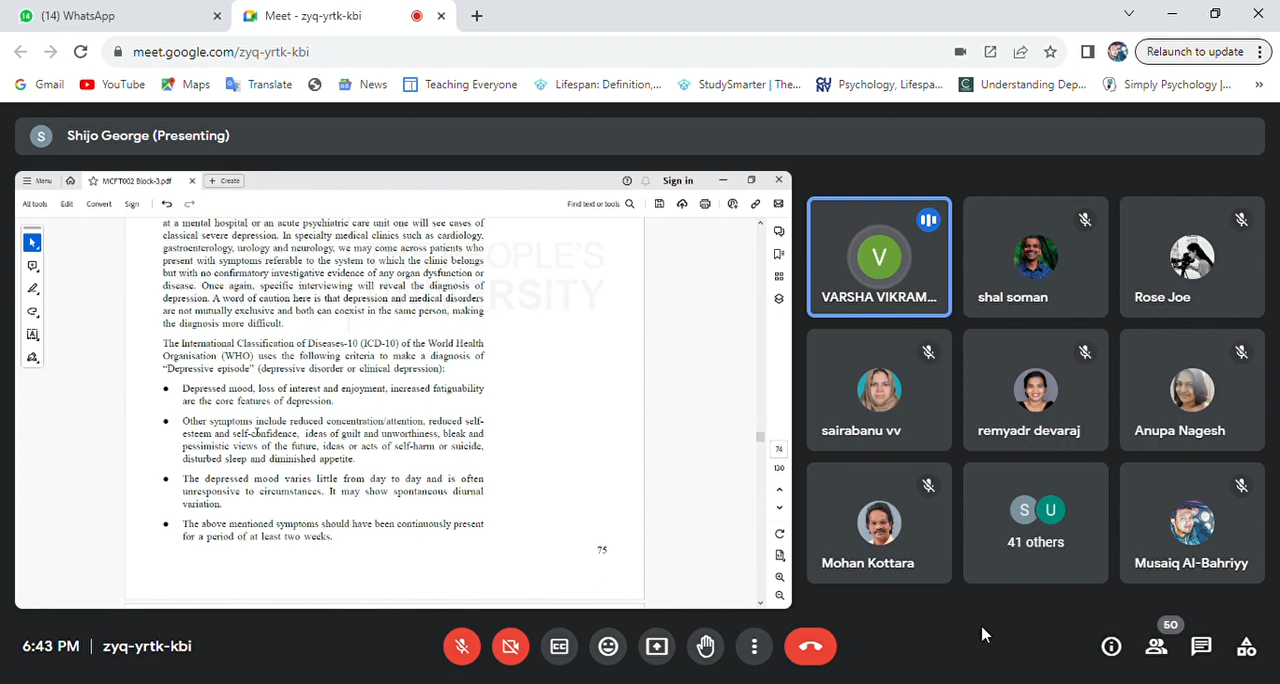 (14) WhatsApp
Meet - zyq-yrtk-kbi
meet.google.com/zyq-yrtk-kbi
Relaunch to update
Gmail
YouTube
Maps
Translate
News
Teaching Everyone
Lifespan: Definition,...
StudySmarter | The...
Psychology, Lifespa...
Understanding Dep...
Simply Psychology |...
»
S
Shijo George (Presenting)
Menu
MCFT002 Block-3.pdf
+ Create
Sign in
All tools
Edit
Convert
Sign
Find text or tools
OPLE'S
RSITY
at a mental hospital or an acute psychiatric care unit one will see cases of
classical severe depression. In specialty medical clinics such as cardiology,
gastroenterology, urology and neurology, we may come across patients who
present with symptoms referable to the system to which the clinic belongs
but with no confirmatory investigative evidence of any organ dysfunction or
disease. Once again, specific interviewing will reveal the diagnosis of
depression. A word of caution here is that depression and medical disorders
are not mutually exclusive and both can coexist in the same person, making
the diagnosis more difficult.
The International Classification of Diseases-10 (ICD-10) of the World Health
Organisation (WHO) uses the following criteria to make a diagnosis of
“Depressive episode” (depressive disorder or clinical depression):
• Depressed mood, loss of interest and enjoyment, increased fatiguability
are the core features of depression.
• Other symptoms include reduced concentration/attention, reduced self-
esteem and self-confidence, ideas of guilt and unworthiness, bleak and
pessimistic views of the future, ideas or acts of self-harm or suicide,
disturbed sleep and diminished appetite.
• The depressed mood varies little from day to day and is often
unresponsive to circumstances. It may show spontaneous diurnal
variation.
• The above mentioned symptoms should have been continuously present
for a period of at least two weeks.
75
74
130
V
VARSHA VIKRAM...
shal soman
Rose Joe
sairabanu vv
remyadr devaraj
Anupa Nagesh
Mohan Kottara
S U
41 others
Musaiq Al-Bahriyy
6:43 PM | zyq-yrtk-kbi
CC
50